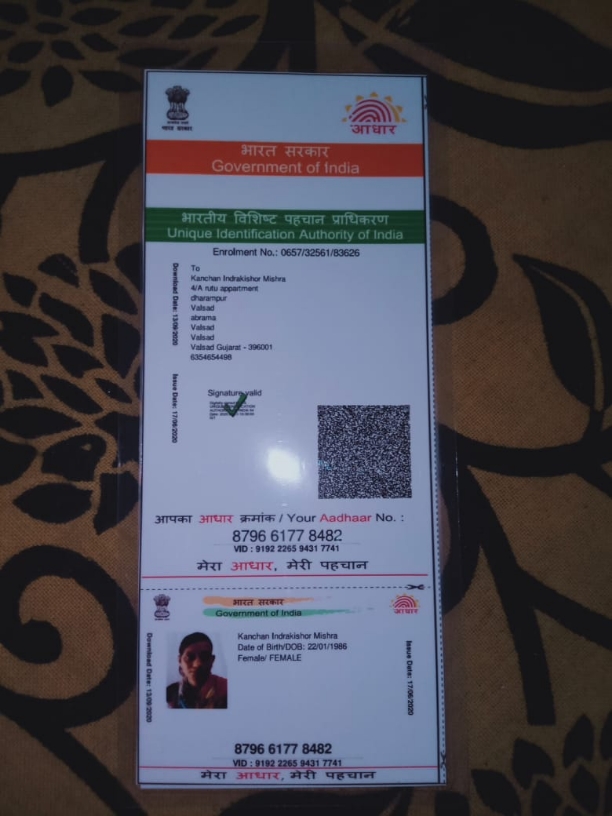 भारत सरकार
आधार
भारत सरकार
Government of India
भारतीय विशिष्ट पहचान प्राधिकरण
Unique Identification Authority of India
Enrolment No.: 0657/32561/83626
Download Date: 13/09/2020
To
Kanchan Indrakishor Mishra
4/A rutu appartment
dharampur
Valsad
abrama
Valsad
Valsad
Valsad Gujarat - 396001
6354654498
Issue Date: 17/06/2020
Signature valid
आपका आधार क्रमांक / Your Aadhaar No. :
8796 6177 8482
VID : 9192 2265 9431 7741
मेरा आधार, मेरी पहचान
भारत सरकार
Government of India
आधार
Download Date: 13/09/2020
Kanchan Indrakishor Mishra
Date of Birth/DOB: 22/01/1986
Female/ FEMALE
Issue Date: 17/06/2020
8796 6177 8482
VID : 9192 2265 9431 7741
मेरा आधार, मेरी पहचान